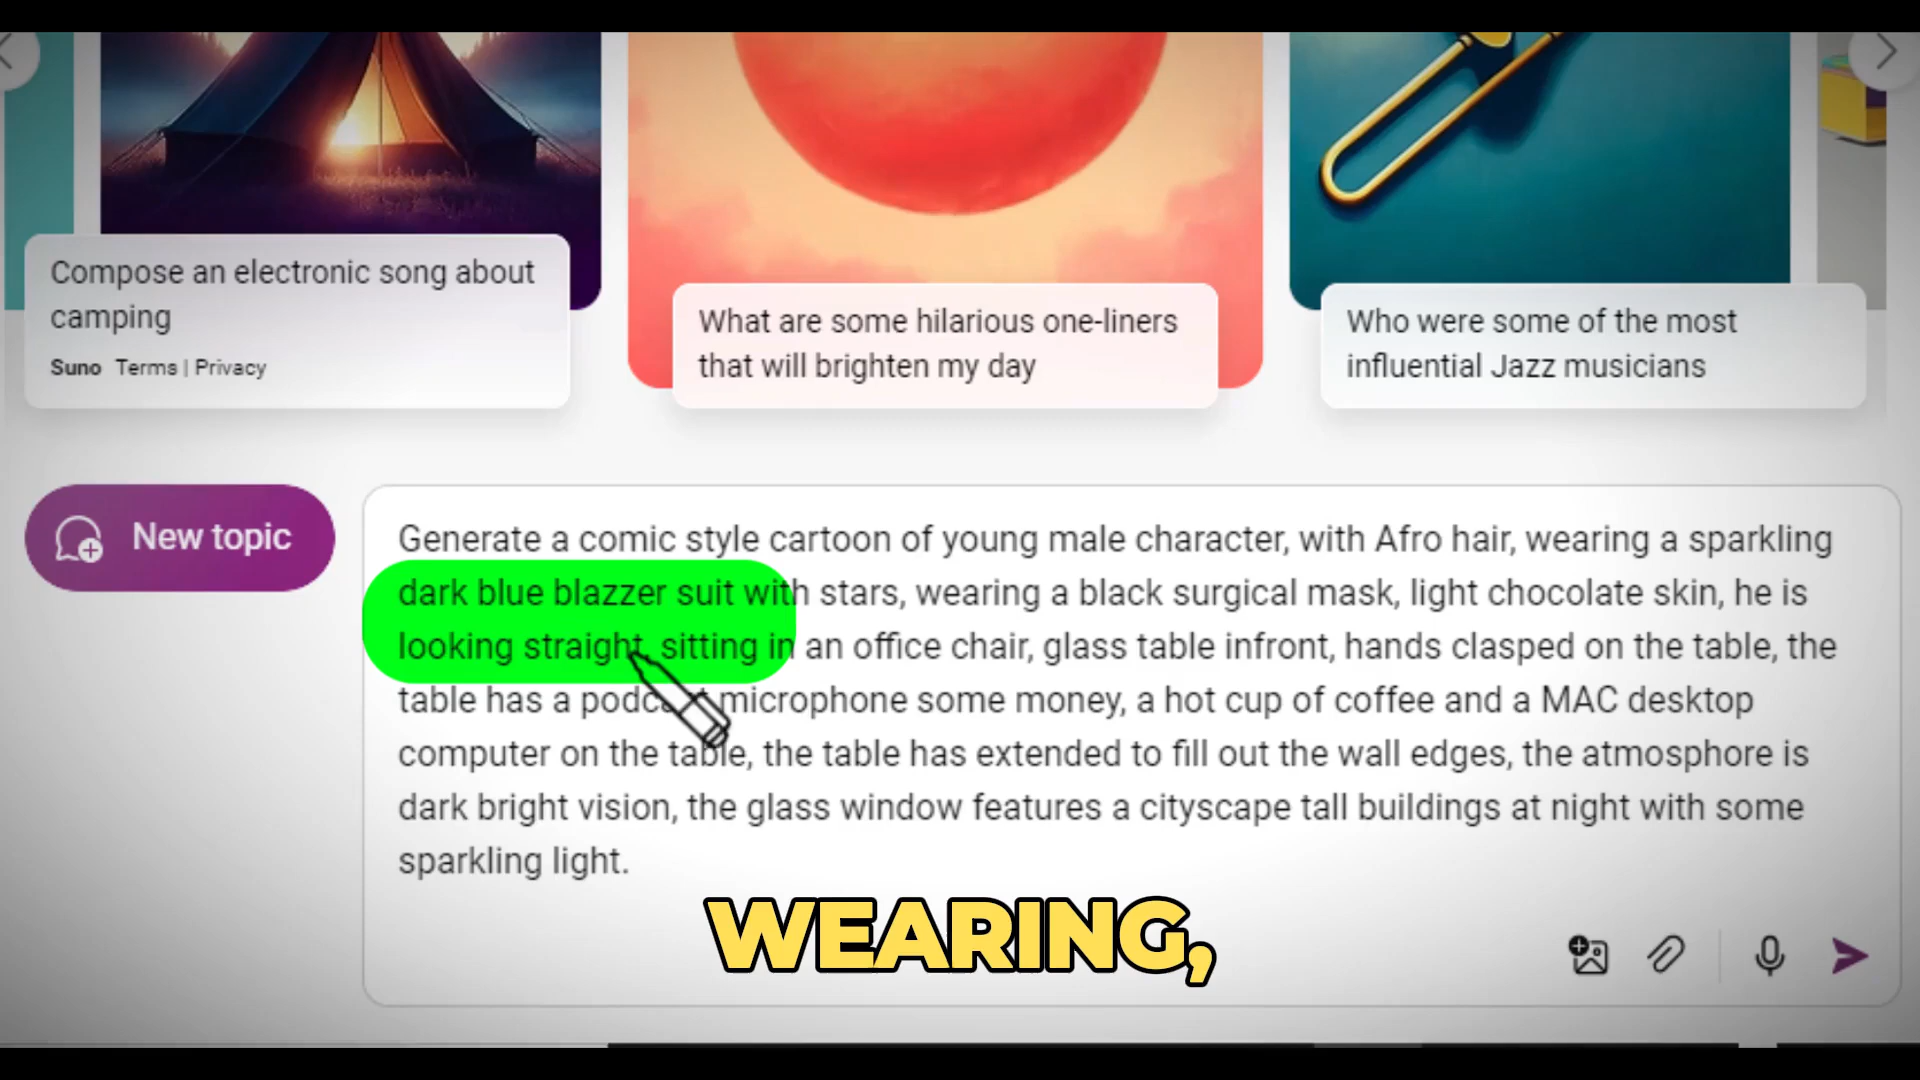 Compose an electronic song about
camping
Suno Terms | Privacy
What are some hilarious one-liners
that will brighten my day
Who were some of the most
influential Jazz musicians
New topic
Generate a comic style cartoon of young male character, with Afro hair, wearing a sparkling
dark blue blazzer suit with stars, wearing a black surgical mask, light chocolate skin, he is
looking straight, sitting in an office chair, glass table infront, hands clasped on the table, the
table has a podcast microphone some money, a hot cup of coffee and a MAC desktop
computer on the table, the table has extended to fill out the wall edges, the atmosphore is
dark bright vision, the glass window features a cityscape tall buildings at night with some
sparkling light.
WEARING,